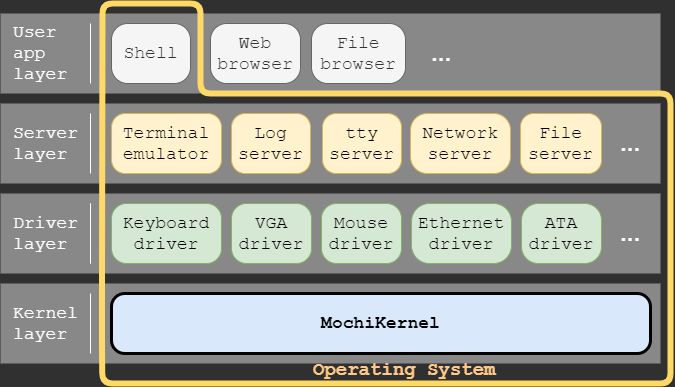 User
app
layer
Shell
Web
browser
File
browser
...
Server
layer
Terminal
emulator
Log
server
tty
server
Network
server
File
server
...
Driver
layer
Keyboard
driver
VGA
driver
Mouse
driver
Ethernet
driver
ATA
driver
...
Kernel
layer
MochiKernel
Operating System